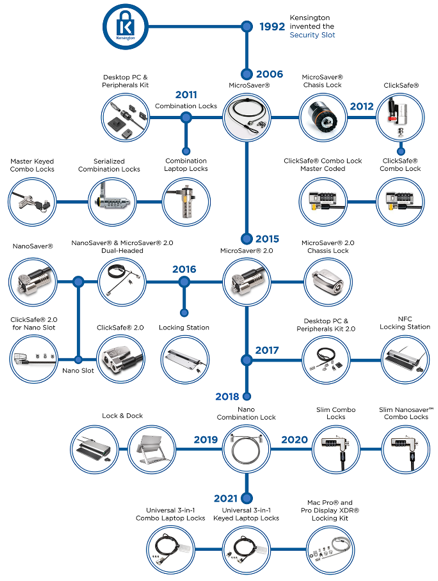 Kensington
1992
Kensington
invented the
Security Slot
2006
Desktop PC &
Peripherals Kit
2011
Combination Locks
MicroSaver®
MicroSaver®
Chasis Lock
2012
ClickSafe®
Master Keyed
Combo Locks
Serialized
Combination Locks
Combination
Laptop Locks
ClickSafe® Combo Lock
Master Coded
ClickSafe®
Combo Lock
2015
NanoSaver®
NanoSaver® & MicroSaver® 2.0
Dual-Headed
2016
MicroSaver® 2.0
MicroSaver® 2.0
Chassis Lock
ClickSafe® 2.0
for Nano Slot
Nano Slot
ClickSafe® 2.0
Locking Station
2017
Desktop PC &
Peripherals Kit 2.0
NFC
Locking Station
2018
Lock & Dock
2019
Nano
Combination Lock
2020
Slim Combo
Locks
Slim Nanosaver™
Combo Locks
2021
Universal 3-in-1
Combo Laptop Locks
Universal 3-in-1
Keyed Laptop Locks
Mac Pro® and
Pro Display XDR®
Locking Kit